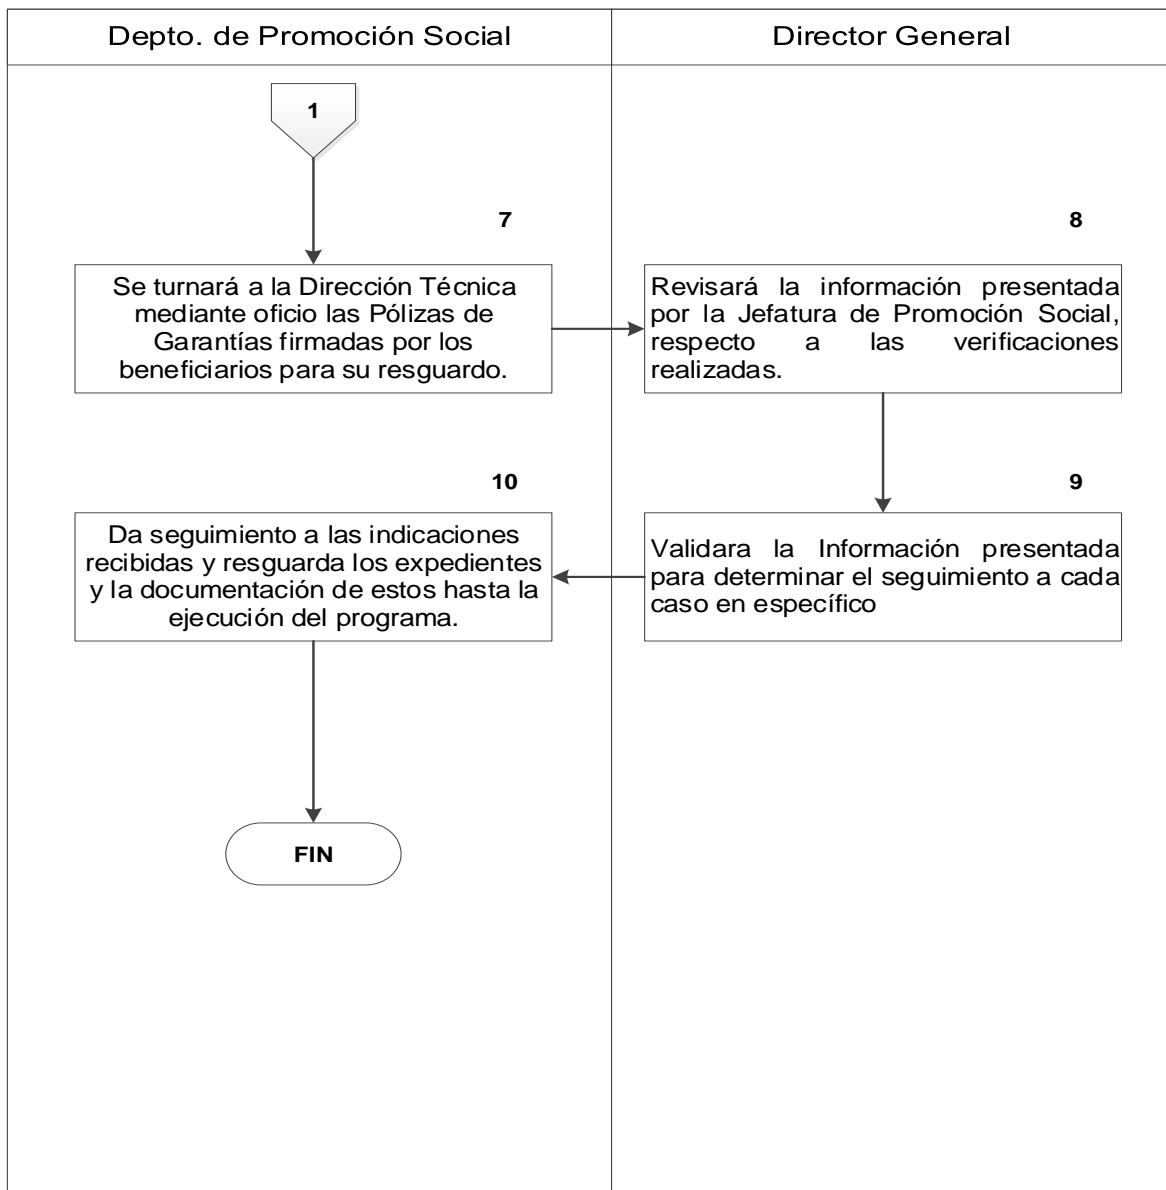 Depto. de Promoción Social
Director General
1
7
Se turnará a la Dirección Técnica
mediante oficio las Pólizas de
Garantías firmadas por los
beneficiarios para su resguardo.
8
Revisará la información presentada
por la Jefatura de Promoción Social,
respecto a las verificaciones
realizadas.
9
Validara la Información presentada
para determinar el seguimiento a cada
caso en específico
10
Da seguimiento a las indicaciones
recibidas y resguarda los expedientes
y la documentación de estos hasta la
ejecución del programa.
FIN